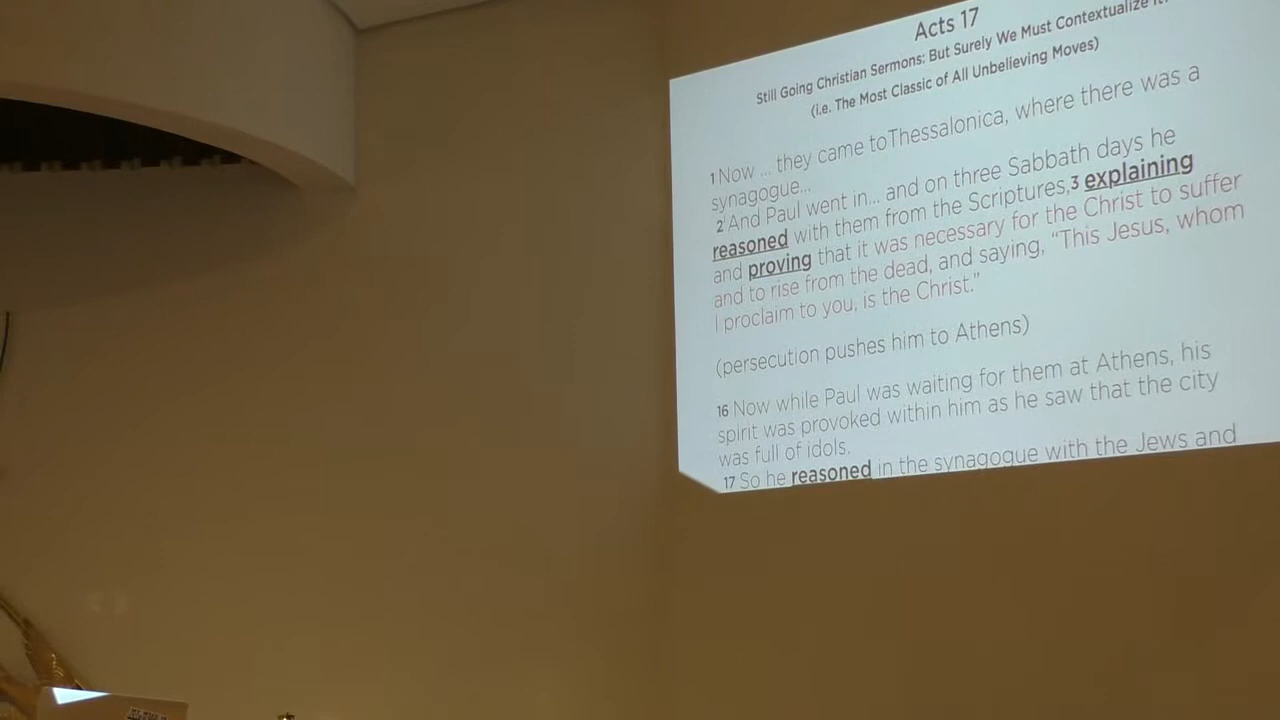 Acts 17
Still Going Christian Sermons: But Surely We Must Contextualize It!
(i.e. The Most Classic of All Unbelieving Moves)
1 Now ... they came to Thessalonica, where there was a
synagogue...
2 And Paul went in... and on three Sabbath days he
reasoned with them from the Scriptures,3 explaining
and proving that it was necessary for the Christ to suffer
and to rise from the dead, and saying, “This Jesus, whom
I proclaim to you, is the Christ.”
(persecution pushes him to Athens)
16 Now while Paul was waiting for them at Athens, his
spirit was provoked within him as he saw that the city
was full of idols.
17 So he reasoned in the synagogue with the Jews and